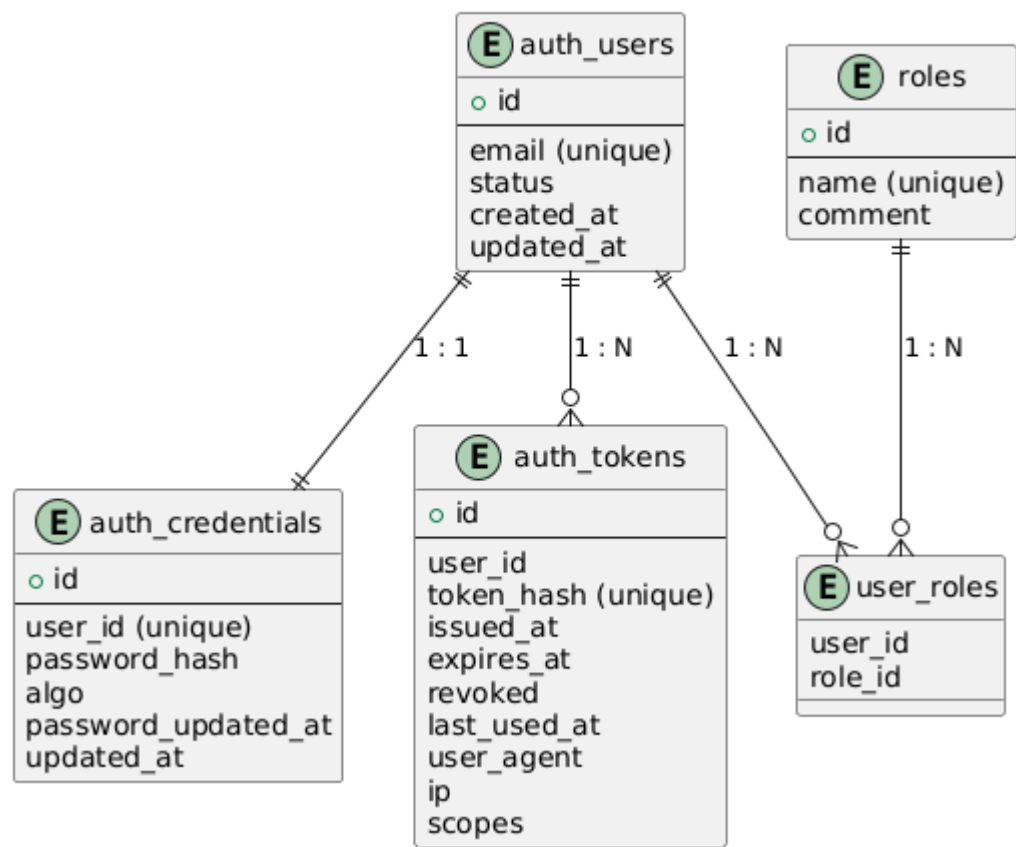 E auth_users
id
email (unique)
status
created_at
updated_at
E roles
id
name (unique)
comment
1 : 1
1 : N
1 : N
1 : N
E auth_credentials
id
user_id (unique)
password_hash
algo
password_updated_at
updated_at
E auth_tokens
id
user_id
token_hash (unique)
issued_at
expires_at
revoked
last_used_at
user_agent
ip
scopes
E user_roles
user_id
role_id